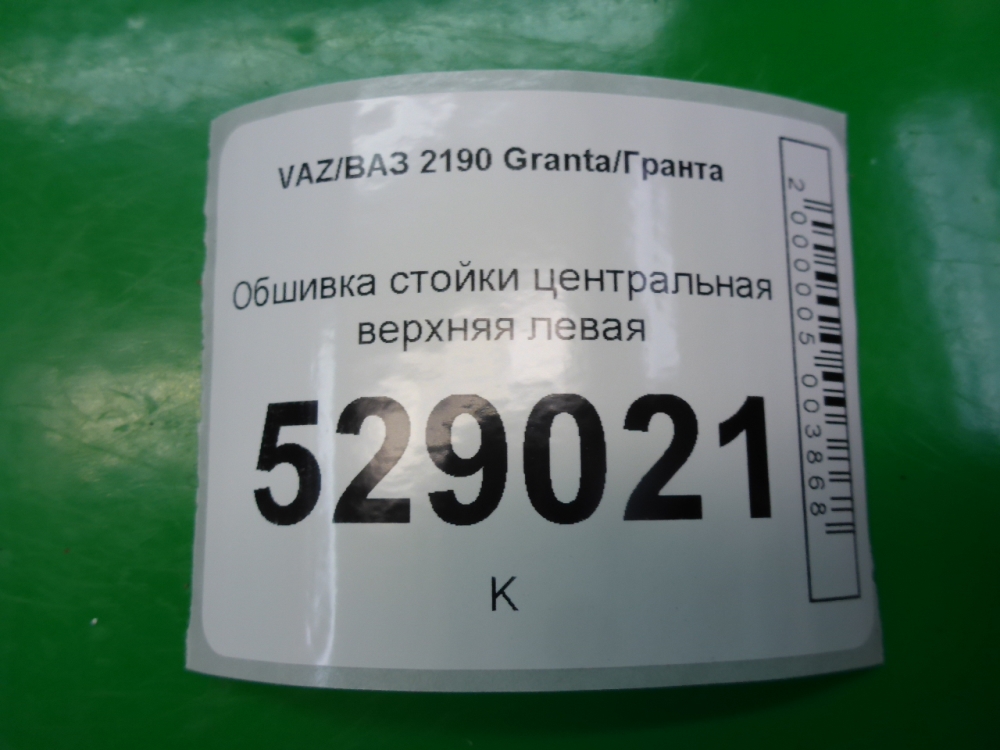 VAZ/ВАЗ 2190 Granta/Гранта
Обшивка стойки центральная
верхняя левая
529021
К
2000005003868